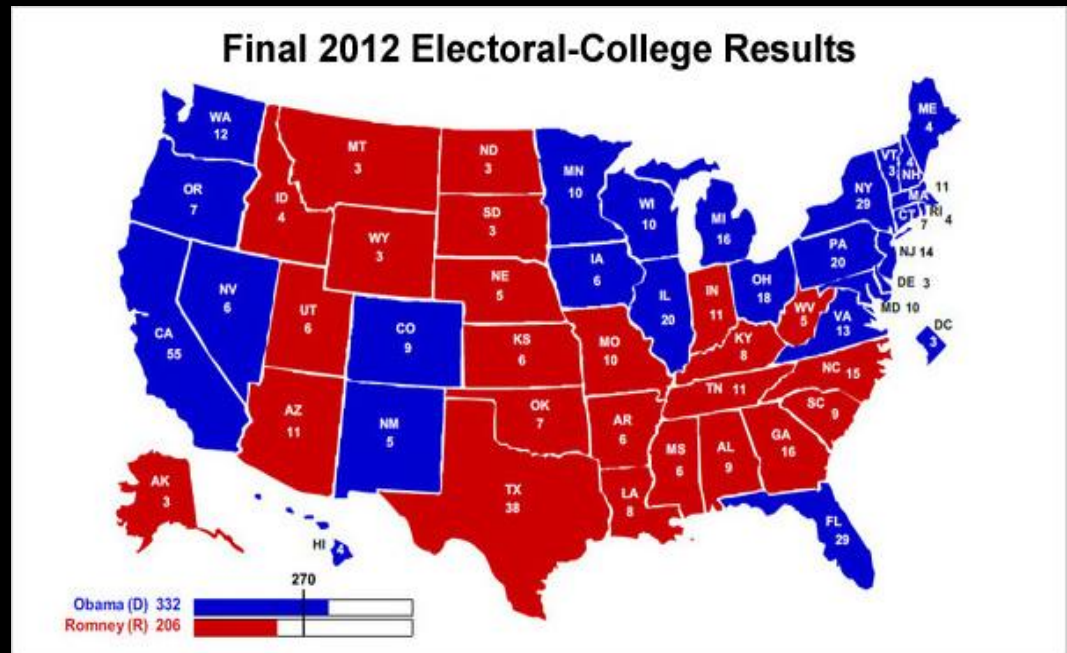 Final 2012 Electoral-College Results
WA
12
OR
7
CA 55
NV
6
ID
4
MT
3
WY
3
UT
6
AZ
11
CO
9
NM
5
ND
3
SD
3
NE
5
KS
6
OK
7
TX
38
MN
10
IA
6
MO
10
AR
6
LA
8
WI
10
IL
20
MI
16
IN
11
OH
18
KY
8
TN 11
MS
6
AL
9
GA
16
FL
29
SC
9
NC 15
VA
13
WV
5
PA
20
NY
29
VT
3
4
NH
ME
4
MA
11
CT
7
RI
4
NJ 14
DE 3
MD 10
DC
3
AK
3
HI 4
270
Obama (D) 332
Romney (R) 206